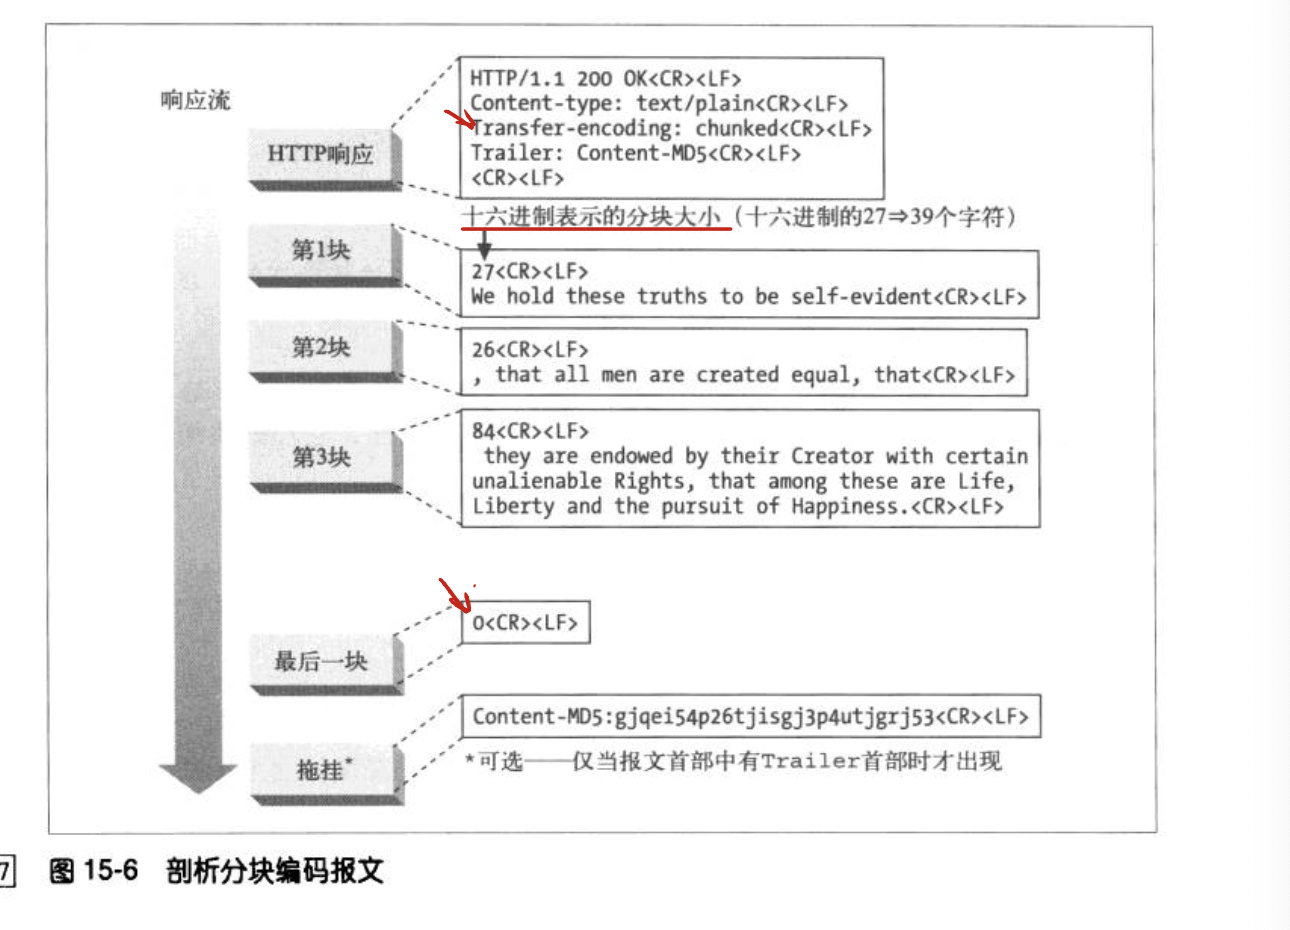 响应流
HTTP响应
HTTP/1.1 200 OK<CR><LF>
Content-type: text/plain<CR><LF>
Transfer-encoding: chunked<CR><LF>
Trailer: Content-MD5<CR><LF>
<CR><LF>
十六进制表示的分块大小（十六进制的27⇒39个字符）
第1块
27<CR><LF>
We hold these truths to be self-evident<CR><LF>
第2块
26<CR><LF>
, that all men are created equal, that<CR><LF>
第3块
84<CR><LF>
they are endowed by their Creator with certain
unalienable Rights, that among these are Life,
Liberty and the pursuit of Happiness.<CR><LF>
最后一块
0<CR><LF>
拖挂*
Content-MD5:gjqei54p26tjisgj3p4utjgrj53<CR><LF>
*可选——仅当报文首部中有Trailer首部时才出现
7 图 15-6 剖析分块编码报文